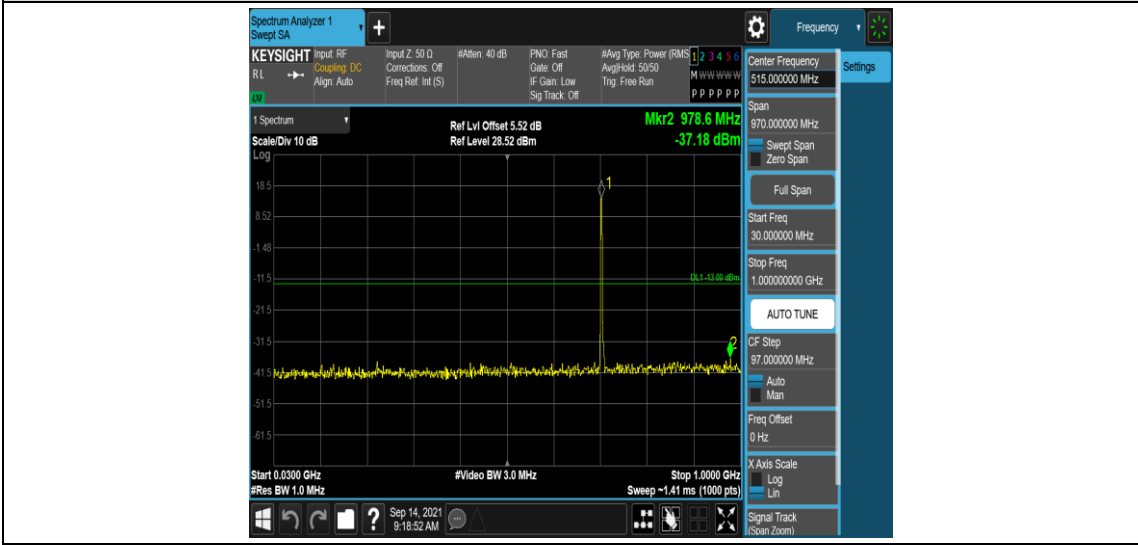 Spectrum Analyzer 1
Swept SA
+
Frequency
KEYSIGHT
RL
LM
Input: RF
Coupling: DC
Align: Auto
Input Z: 50 Ω
Corrections: Off
Freq Ref: Int (S)
#Atten: 40 dB
PNO: Fast
Gate: Off
IF Gain: Low
Sig Track: Off
#Avg Type: Power (RMS
Avg|Hold: 50/50
Trig: Free Run
1 2 3 4 5 6
M W W W W W
P P P P P P
1 Spectrum
Scale/Div 10 dB
Log
Ref Lvl Offset 5.52 dB
Ref Level 28.52 dBm
Mkr2 978.6 MHz
-37.18 dBm
18.5
8.52
-1.48
-11.5
-21.5
-31.5
-41.5
-51.5
-61.5
1
DL1 -13.00 dBm
2
Start 0.0300 GHz
#Res BW 1.0 MHz
#Video BW 3.0 MHz
Stop 1.0000 GHz
Sweep ~1.41 ms (1000 pts)
?
Sep 14, 2021
9:18:52 AM
Center Frequency
515.000000 MHz
Settings
Span
970.000000 MHz
Swept Span
Zero Span
Full Span
Start Freq
30.000000 MHz
Stop Freq
1.000000000 GHz
AUTO TUNE
CF Step
97.000000 MHz
Auto
Man
Freq Offset
0 Hz
X Axis Scale
Log
Lin
Signal Track
(Span Zoom)